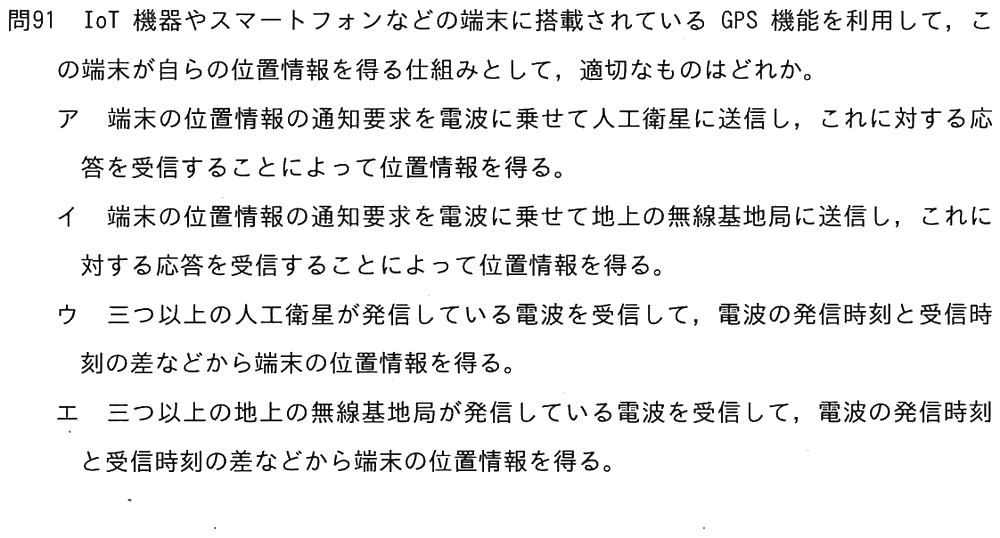 問91 IoT 機器やスマートフォンなどの端末に搭載されている GPS 機能を利用して，こ
の端末が自らの位置情報を得る仕組みとして，適切なものはどれか。
ア 端末の位置情報の通知要求を電波に乗せて人工衛星に送信し，これに対する応
答を受信することによって位置情報を得る。
イ 端末の位置情報の通知要求を電波に乗せて地上の無線基地局に送信し，これに
対する応答を受信することによって位置情報を得る。
ウ 三つ以上の人工衛星が発信している電波を受信して，電波の発信時刻と受信時
刻の差などから端末の位置情報を得る。
エ 三つ以上の地上の無線基地局が発信している電波を受信して，電波の発信時刻
と受信時刻の差などから端末の位置情報を得る。